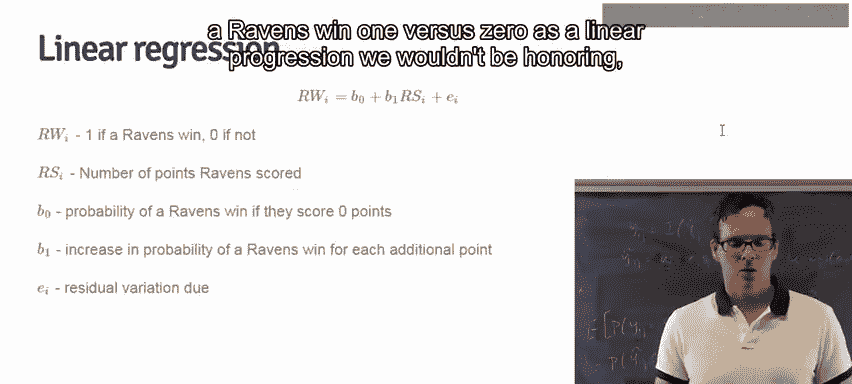 a Ravens win one versus zero as a linear
progression we wouldn't be honoring,
Linear regression
RWᵢ = b₀ + b₁RSᵢ + eᵢ
RWᵢ - 1 if a Ravens win, 0 if not
RSᵢ - Number of points Ravens scored
b₀ - probability of a Ravens win if they score 0 points
b₁ - increase in probability of a Ravens win for each additional point
eᵢ - residual variation due